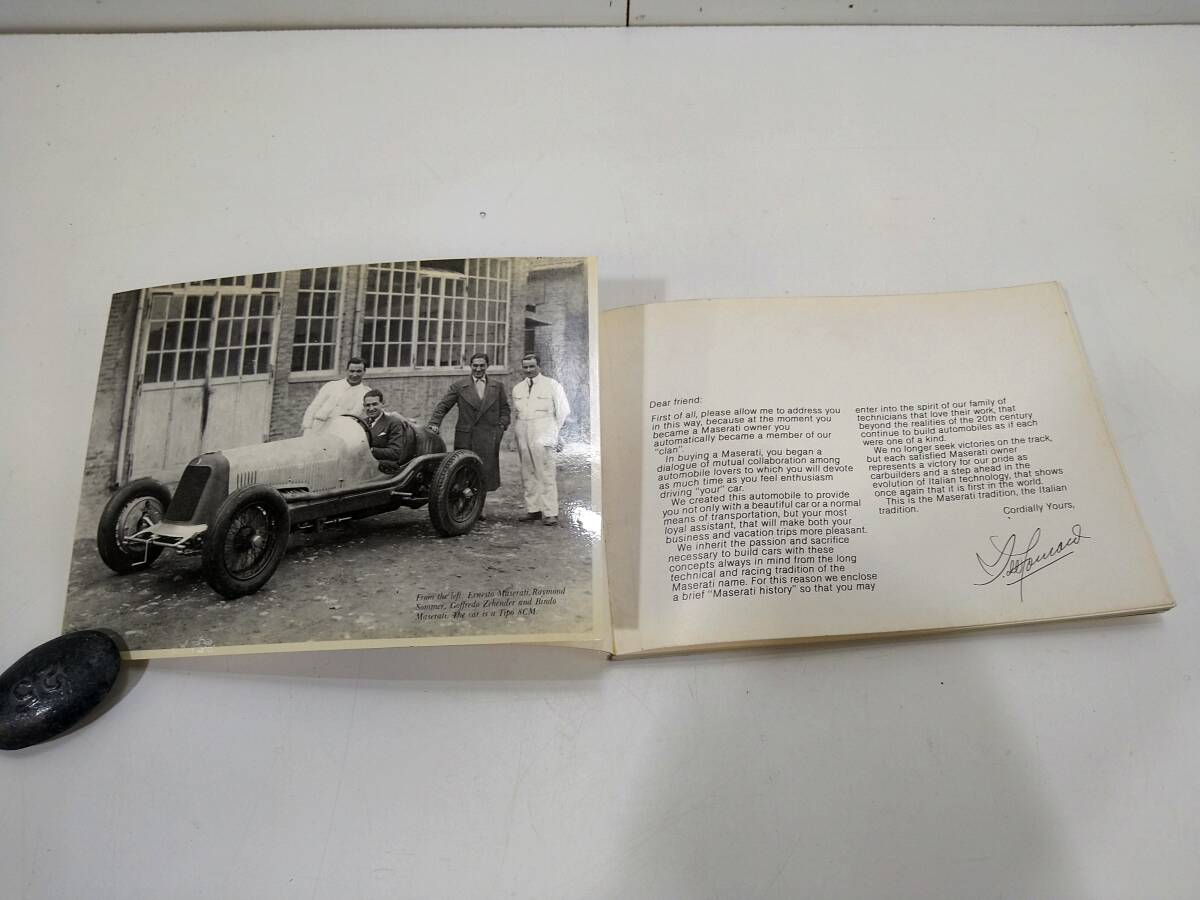 From the left: Ernesto Maserati, Raymond
Sommer, Goffredo Zehender and Bindo
Maserati. The car is a Tipo 8CM.
Dear friend:
First of all, please allow me to address you
in this way, because at the moment you
became a Maserati owner you
automatically became a member of our
"clan".
In buying a Maserati, you began a
dialogue of mutual collaboration among
automobile lovers to which you will devote
as much time as you feel enthusiasm
driving "your" car.
We created this automobile to provide
you not only with a beautiful car or a normal
means of transportation, but your most
loyal assistant, that will make both your
business and vacation trips more pleasant.
We inherit the passion and sacrifice
necessary to build cars with these
concepts always in mind from the long
technical and racing tradition of the
Maserati name. For this reason we enclose
a brief "Maserati history" so that you may
enter into the spirit of our family of
technicians that love their work, that
beyond the realities of the 20th century
continue to build automobiles as if each
were one of a kind.
We no longer seek victories on the track,
but each satisfied Maserati owner
represents a victory for our pride as
carbuilders and a step ahead in the
evolution of Italian technology, that shows
once again that it is first in the world.
This is the Maserati tradition, the Italian
tradition.
Cordially Yours,